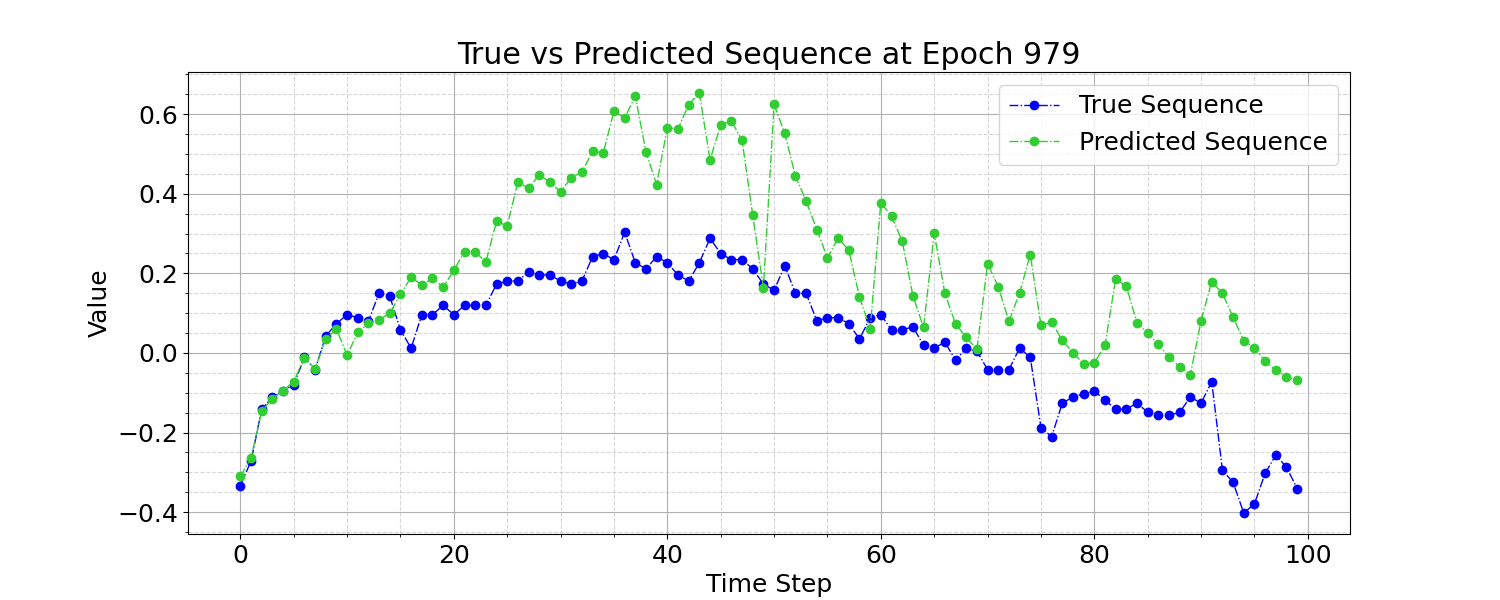 True vs Predicted Sequence at Epoch 979
True Sequence
Predicted Sequence
Value
0.6
0.4
0.2
0.0
−0.2
−0.4
0 20 40 60 80 100
Time Step